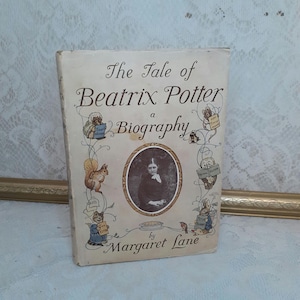 The Tale of
Beatrix Potter
a
Biography
by
Margaret Lane